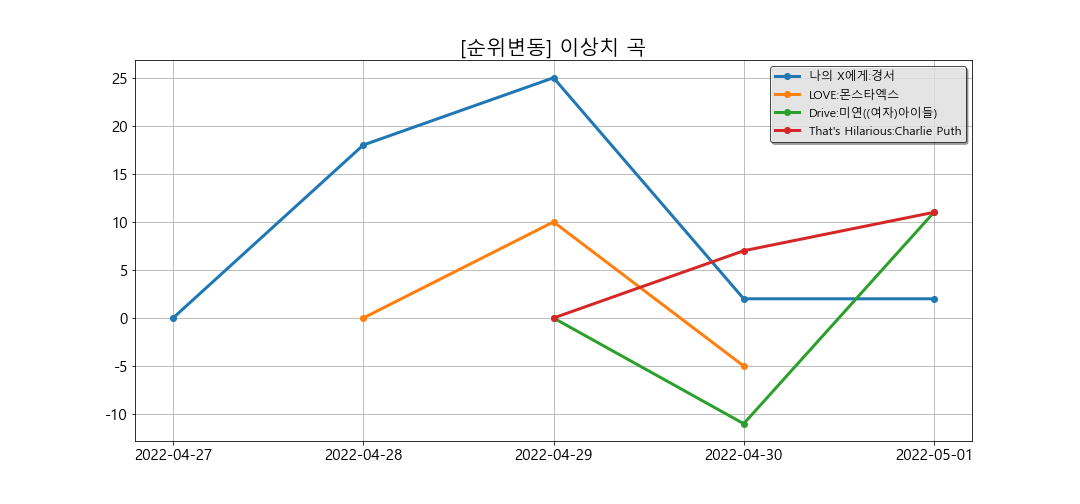 [순위변동] 이상치 곡
나의 X에게:경서
LOVE:몬스타엑스
Drive:미연((여자)아이들)
That's Hilarious:Charlie Puth
25
20
15
10
5
0
-5
-10
2022-04-27 2022-04-28 2022-04-29 2022-04-30 2022-05-01